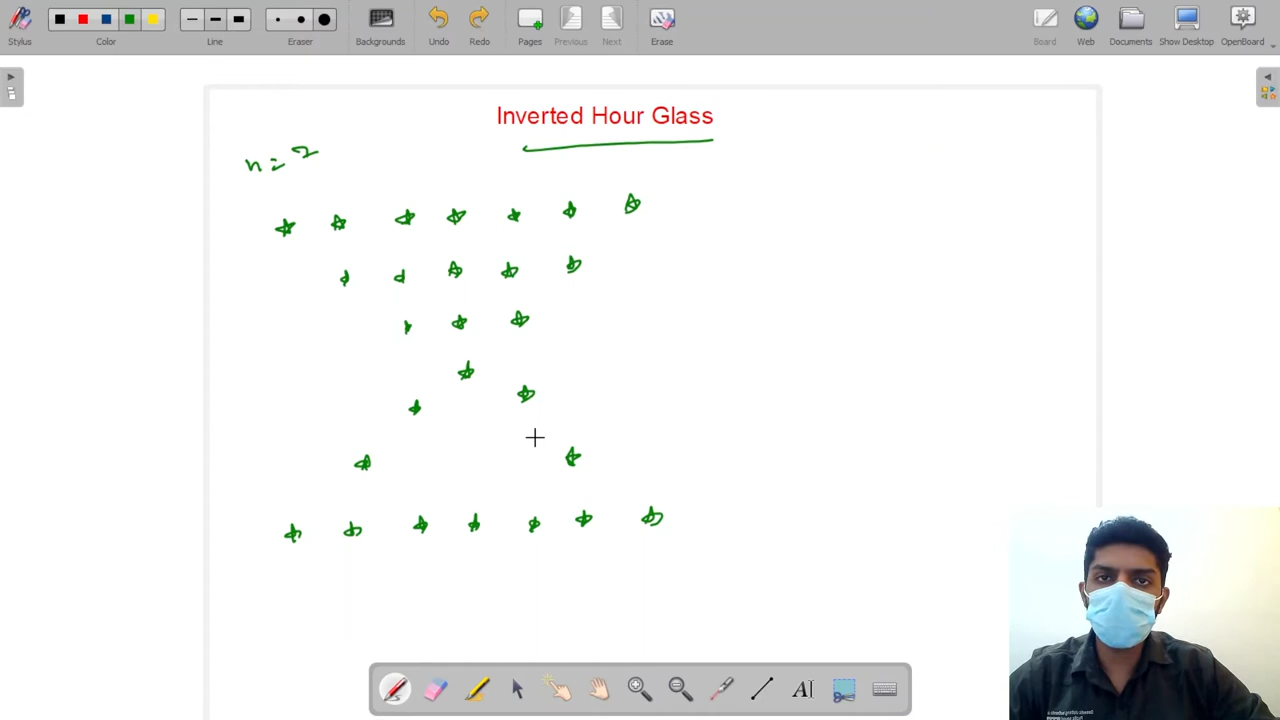 Stylus Color Line Eraser Backgrounds Undo Redo Pages Previous Next Erase Board Web Documents Show Desktop OpenBoard
Inverted Hour Glass